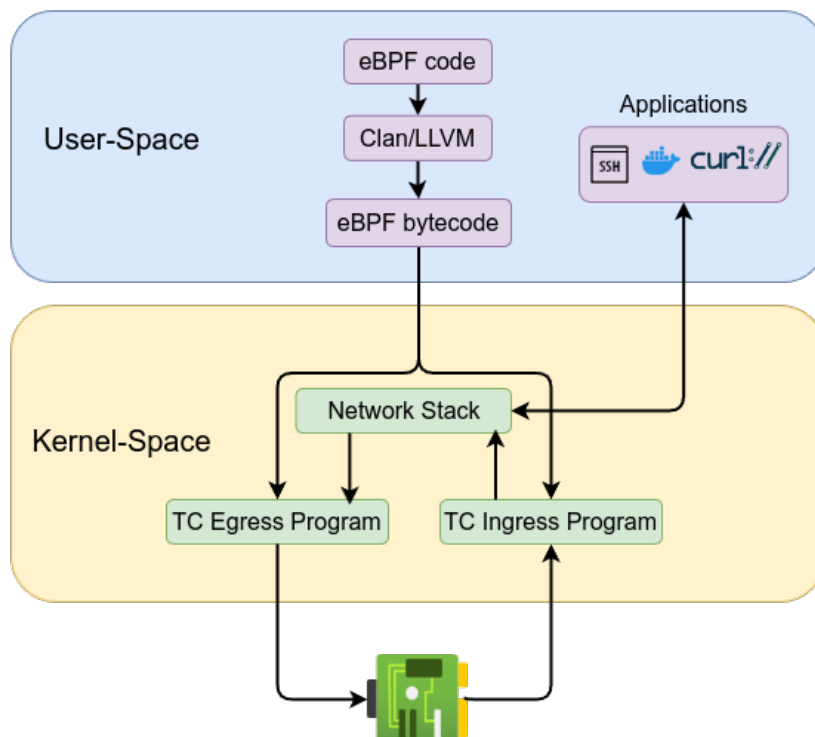 eBPF code
Applications
User-Space
Clan/LLVM
SSH
curl://
eBPF bytecode
Network Stack
Kernel-Space
TC Egress Program
TC Ingress Program